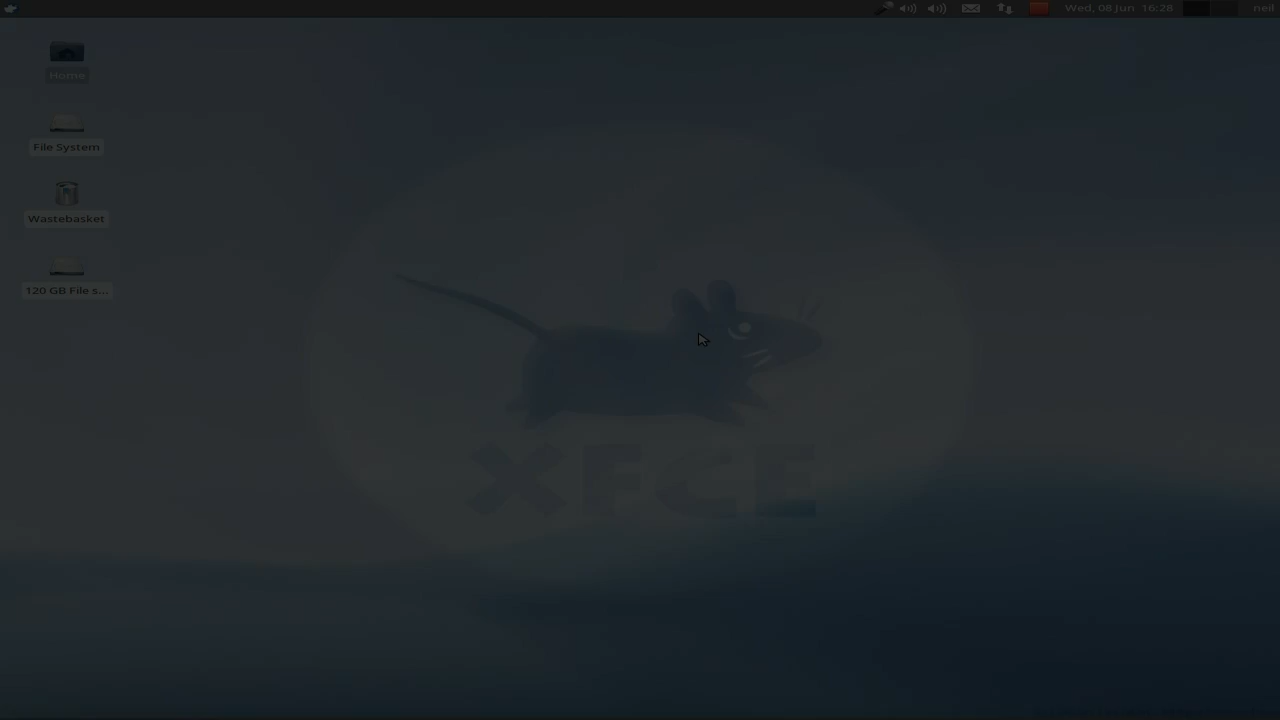 Wed, 08 Jun 16:28
neil
Home
File System
Wastebasket
120 GB File s...
XFCE